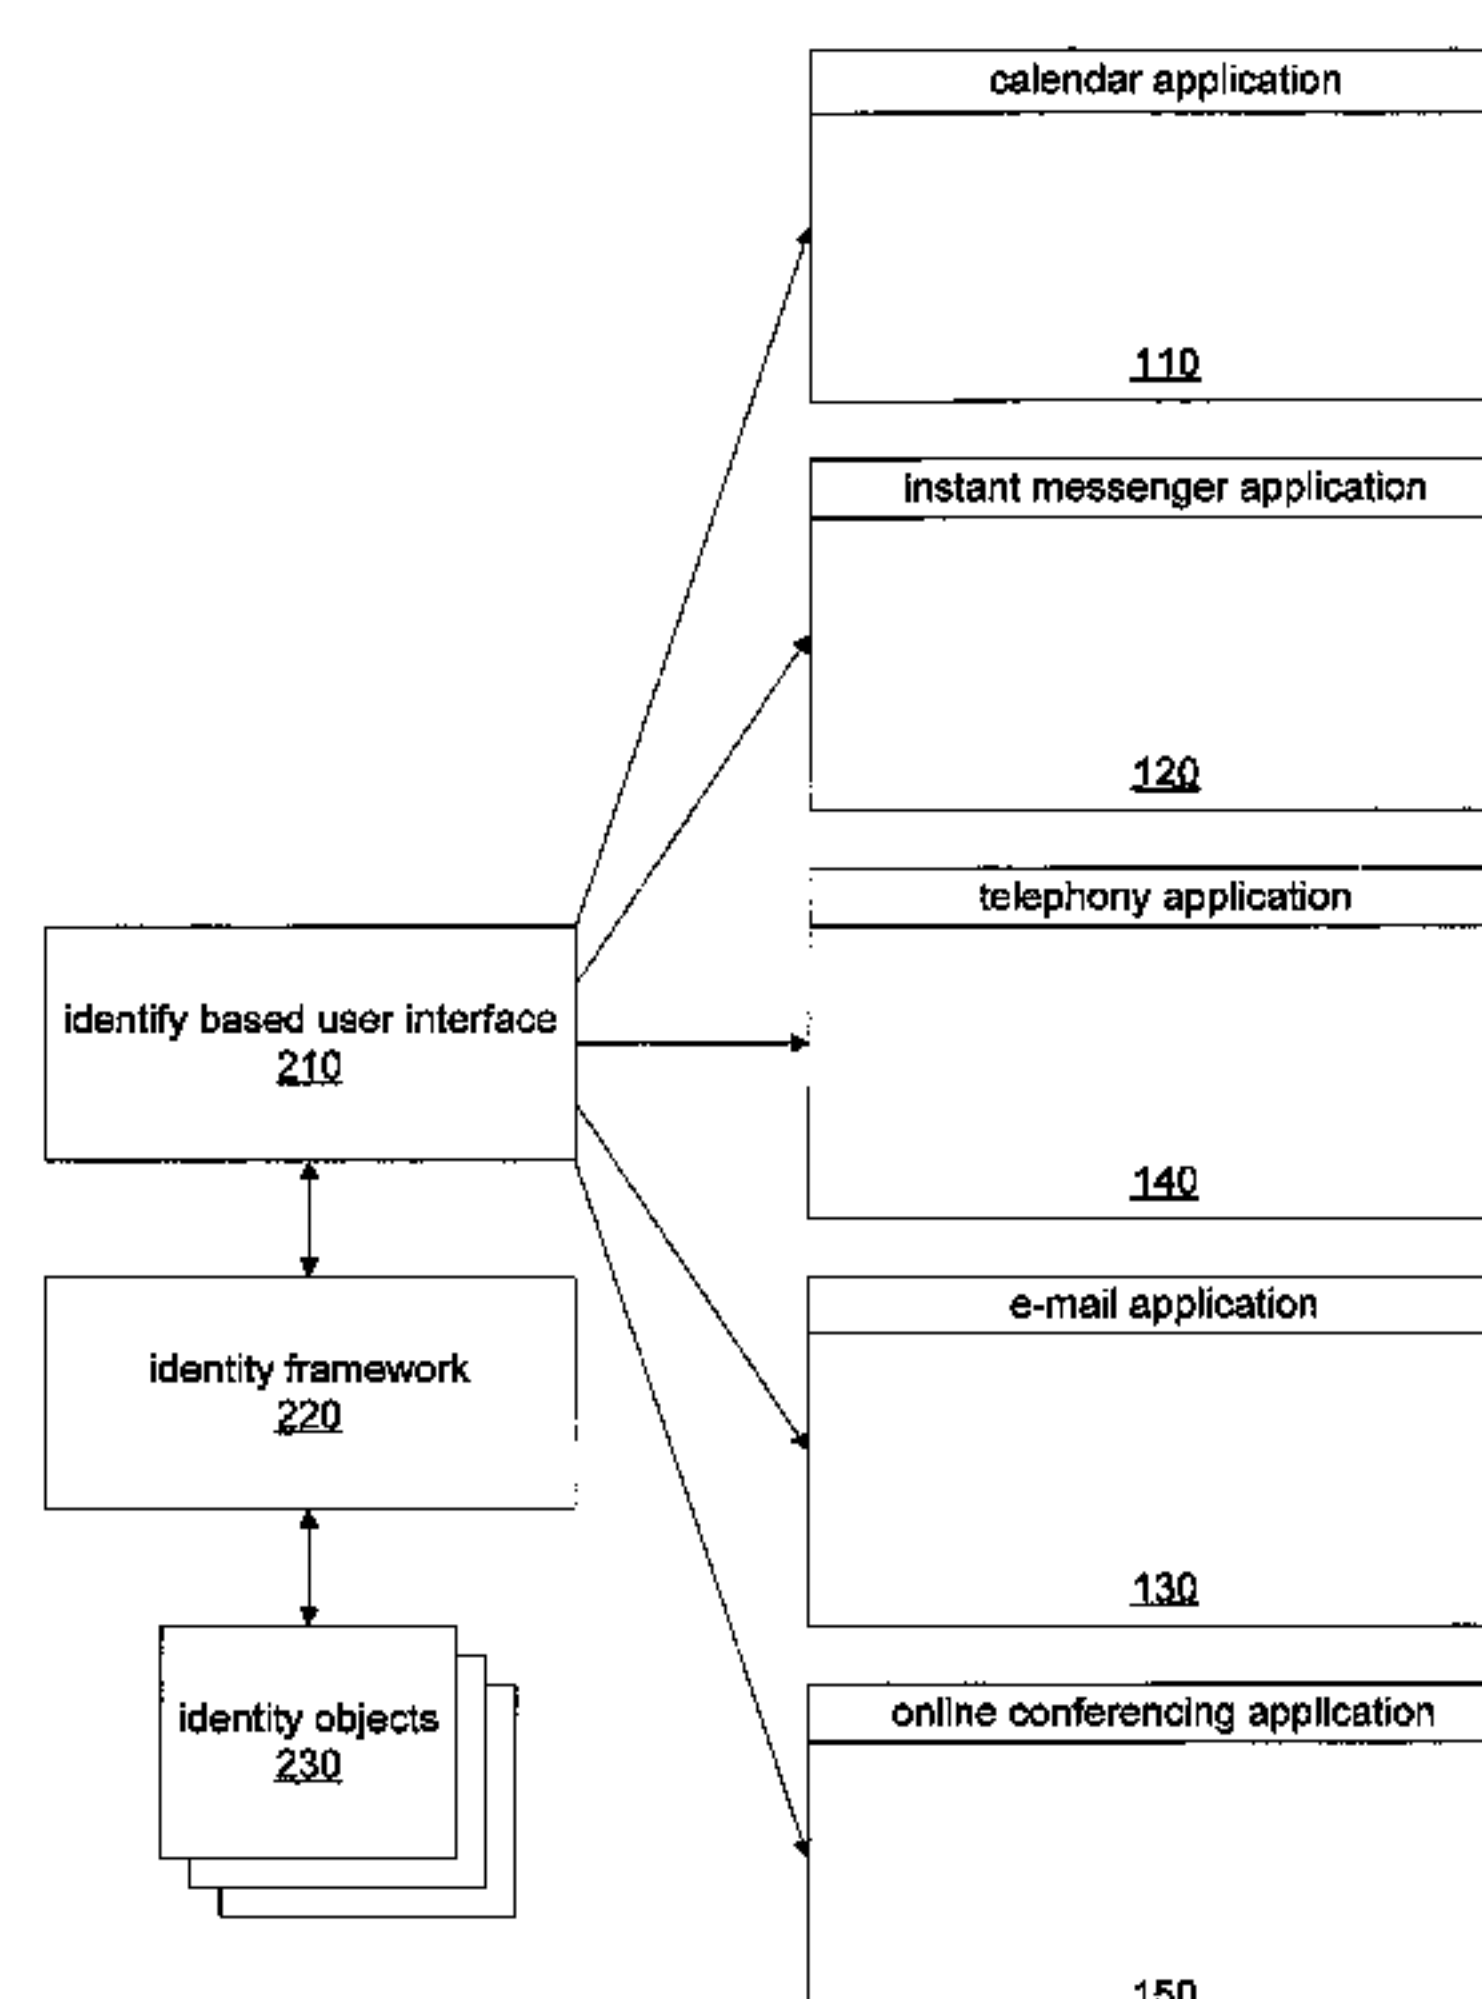 calendar application
110
instant messenger application
120
telephony application
identify based user interface
210
140
e-mail application
identity framework
220
130
identity objects
230
online conferencing application
150